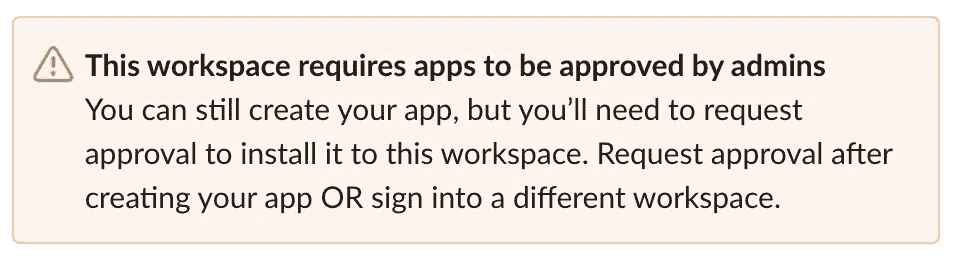 This workspace requires apps to be approved by admins
You can still create your app, but you’ll need to request
approval to install it to this workspace. Request approval after
creating your app OR sign into a different workspace.